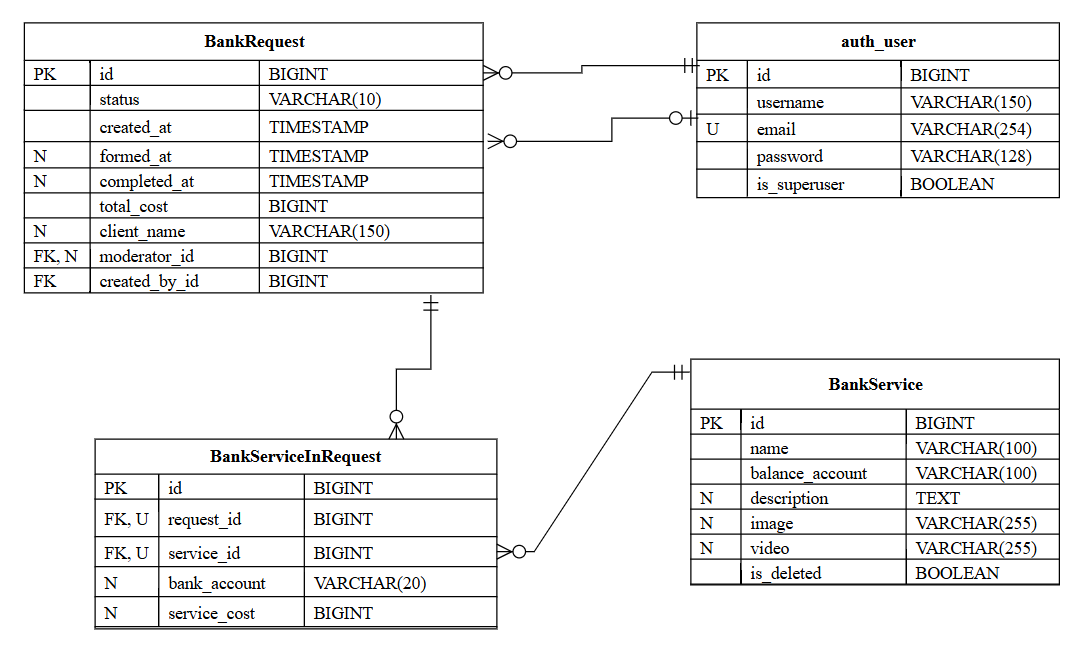 BankRequest
PK id BIGINT
status VARCHAR(10)
created_at TIMESTAMP
N formed_at TIMESTAMP
N completed_at TIMESTAMP
total_cost BIGINT
N client_name VARCHAR(150)
FK, N moderator_id BIGINT
FK created_by_id BIGINT
auth_user
PK id BIGINT
username VARCHAR(150)
U email VARCHAR(254)
password VARCHAR(128)
is_superuser BOOLEAN
BankServiceInRequest
PK id BIGINT
FK, U request_id BIGINT
FK, U service_id BIGINT
N bank_account VARCHAR(20)
N service_cost BIGINT
BankService
PK id BIGINT
name VARCHAR(100)
balance_account VARCHAR(100)
N description TEXT
N image VARCHAR(255)
N video VARCHAR(255)
is_deleted BOOLEAN